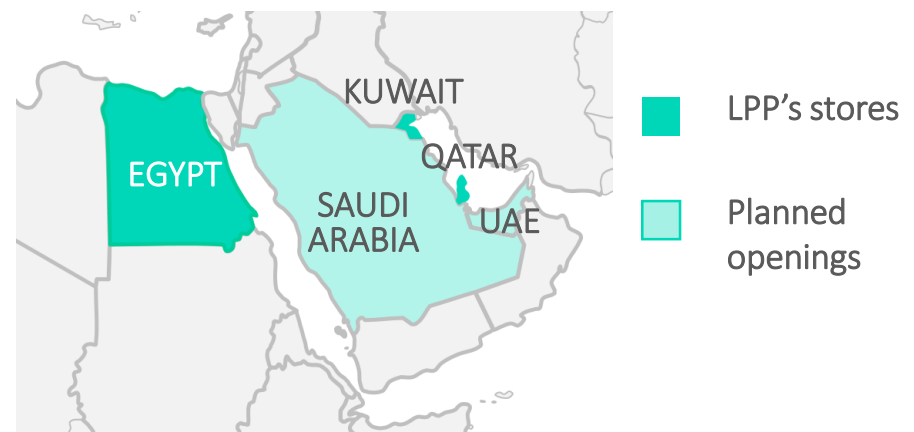 KUWAIT
QATAR
EGYPT
SAUDI
ARABIA
UAE
LPP's stores
Planned
openings